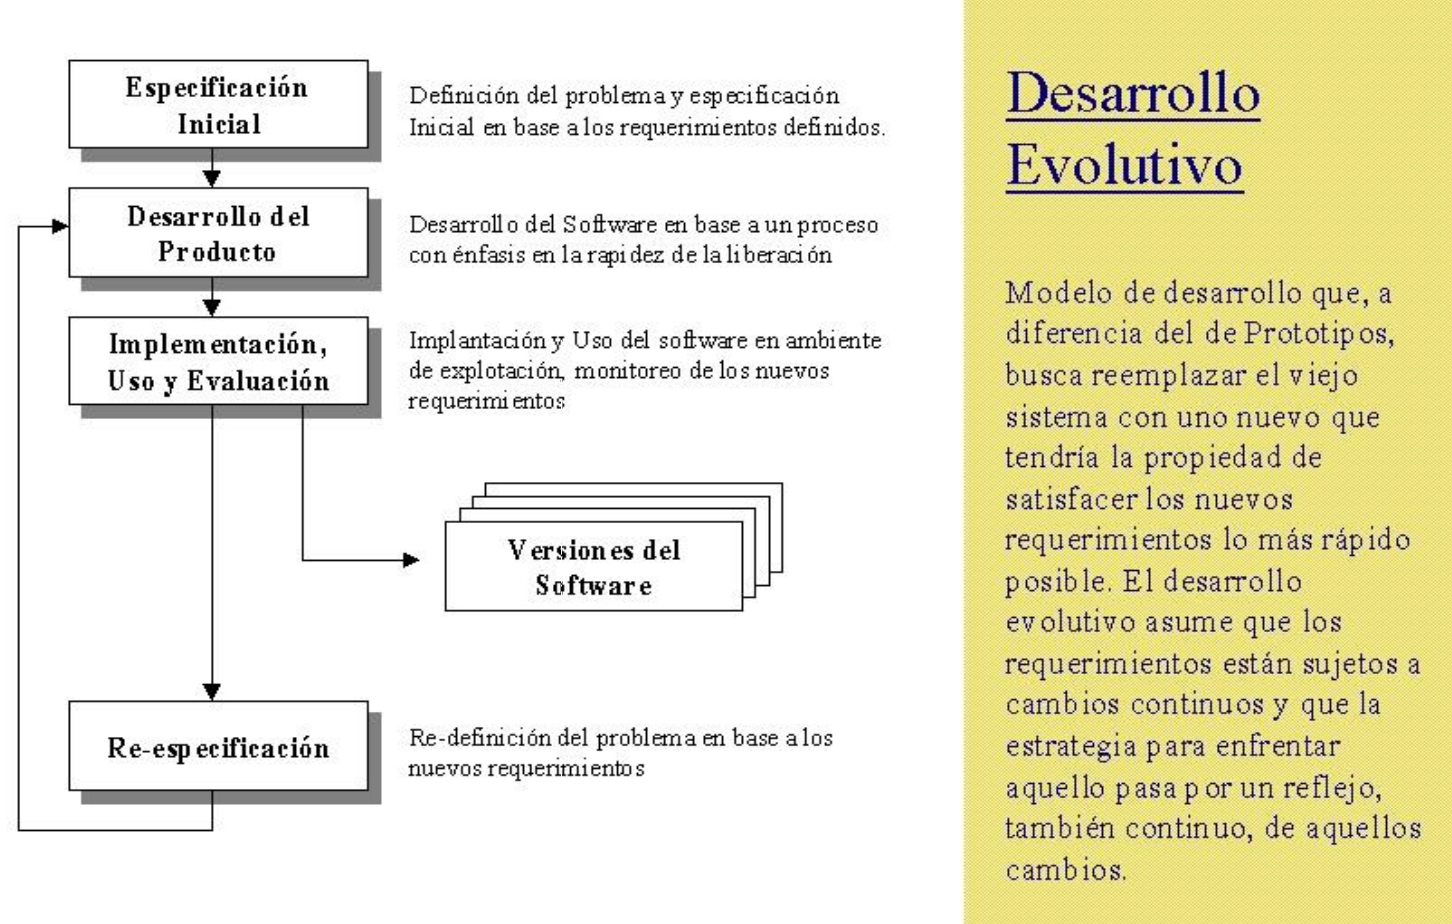 Especificación
Inicial
Definición del problema y especificación
Inicial en base a los requerimientos definidos.
Desarrollo del
Producto
Desarrollo del Software en base a un proceso
con énfasis en la rapidez de la liberación
Implementación,
Uso y Evaluación
Implantación y Uso del software en ambiente
de explotación, monitoreo de los nuevos
requerimientos
Versiones del
Software
Re-especificación
Re-definición del problema en base a los
nuevos requerimientos
Desarrollo
Evolutivo
Modelo de desarrollo que, a
diferencia del de Prototipos,
busca reemplazar el viejo
sistema con uno nuevo que
tendría la propiedad de
satisfacer los nuevos
requerimientos lo más rápido
posible. El desarrollo
evolutivo asume que los
requerimientos están sujetos a
cambios continuos y que la
estrategia para enfrentar
aquello pasa por un reflejo,
también continuo, de aquellos
cambios.